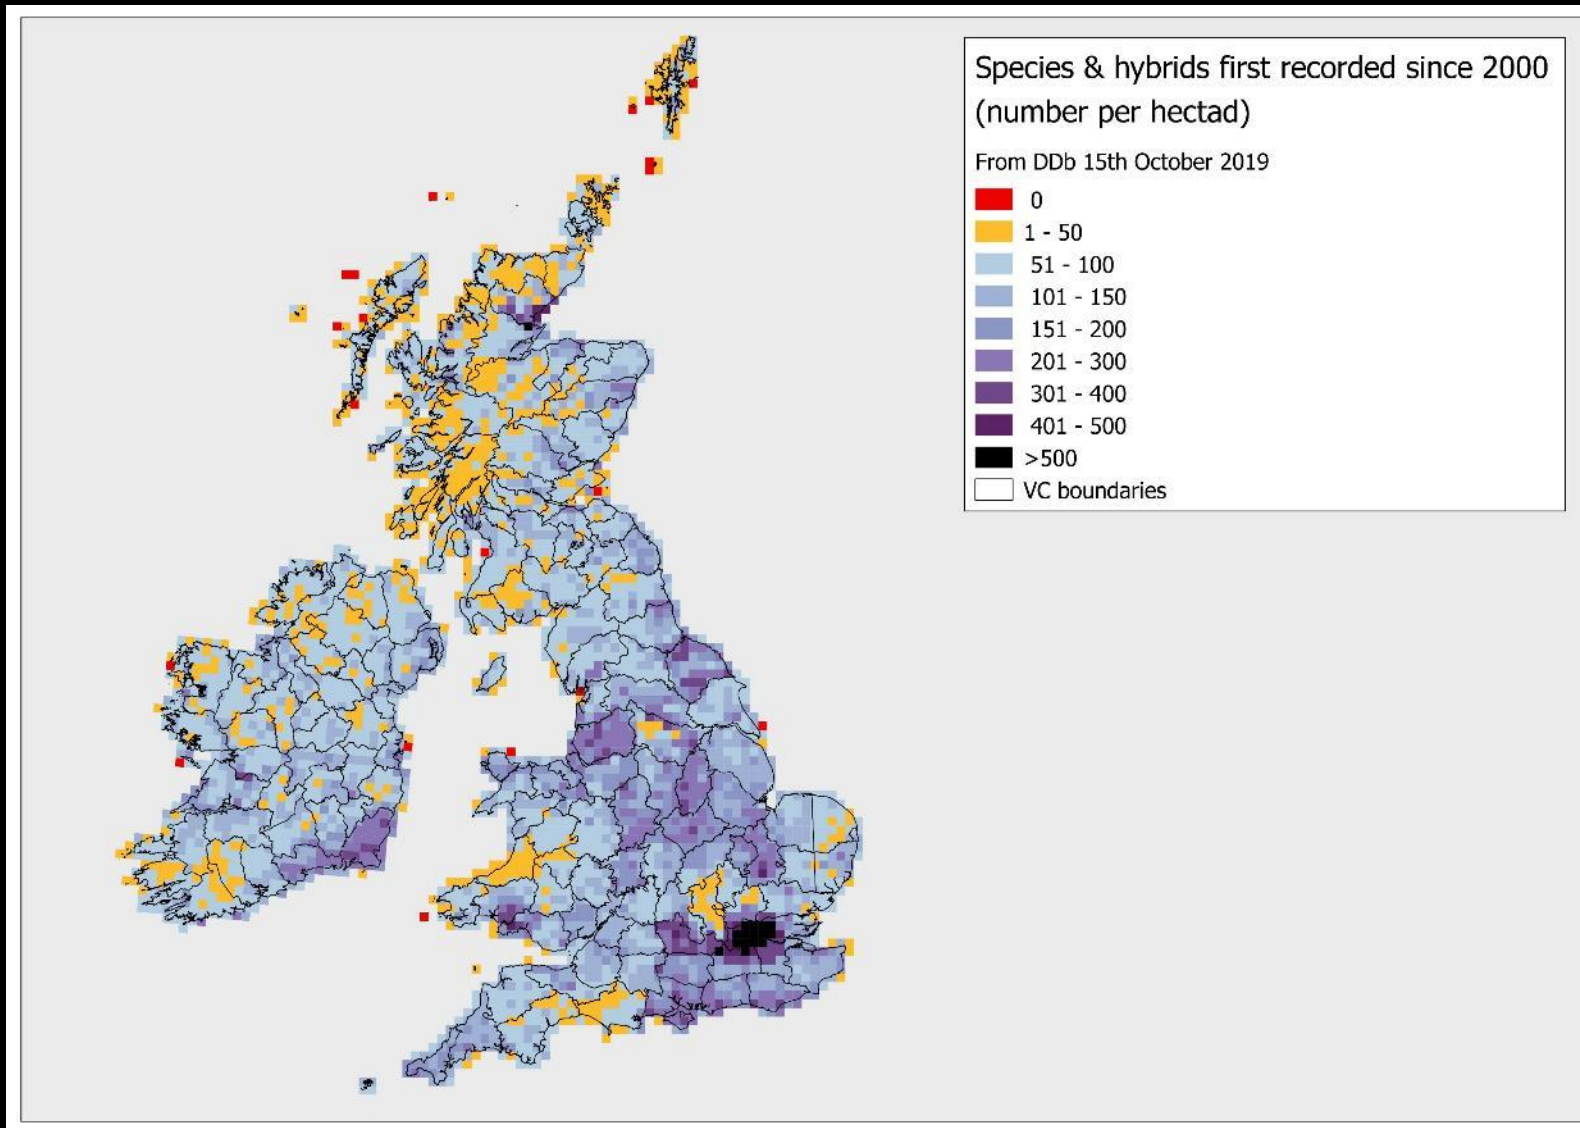 Species & hybrids first recorded since 2000
(number per hectad)
From DDb 15th October 2019
0
1 - 50
51 - 100
101 - 150
151 - 200
201 - 300
301 - 400
401 - 500
>500
VC boundaries